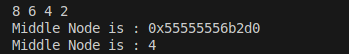 8 6 4 2
Middle Node is : 0x55555556b2d0
Middle Node is : 4